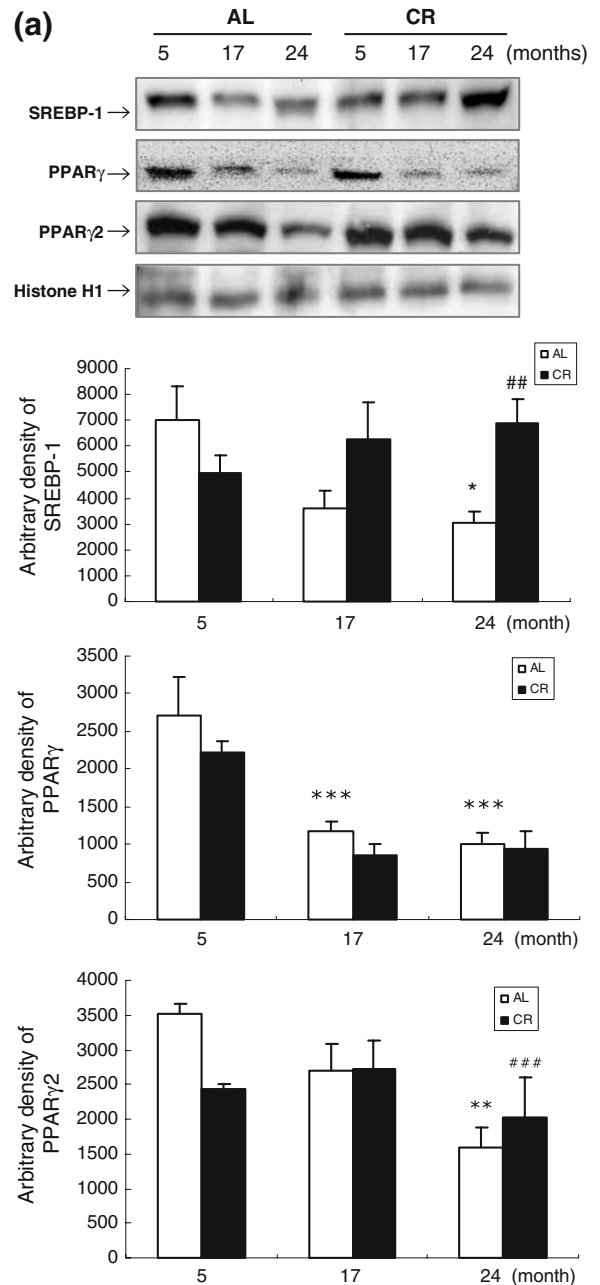 (a)
AL CR
5 17 24 5 17 24 (months)
SREBP-1 →
PPARγ →
PPARγ2 →
Histone H1 →
Arbitrary density of
SREBP-1
9000
8000
7000
6000
5000
4000
3000
2000
1000
0
AL
CR
##
*
5 17 24 (month)
Arbitrary density of
PPARγ
3500
3000
2500
2000
1500
1000
500
0
AL
CR
*** ***
5 17 24 (month)
Arbitrary density of
PPARγ2
4000
3500
3000
2500
2000
1500
1000
500
0
AL
CR
###
**
5 17 24 (month)